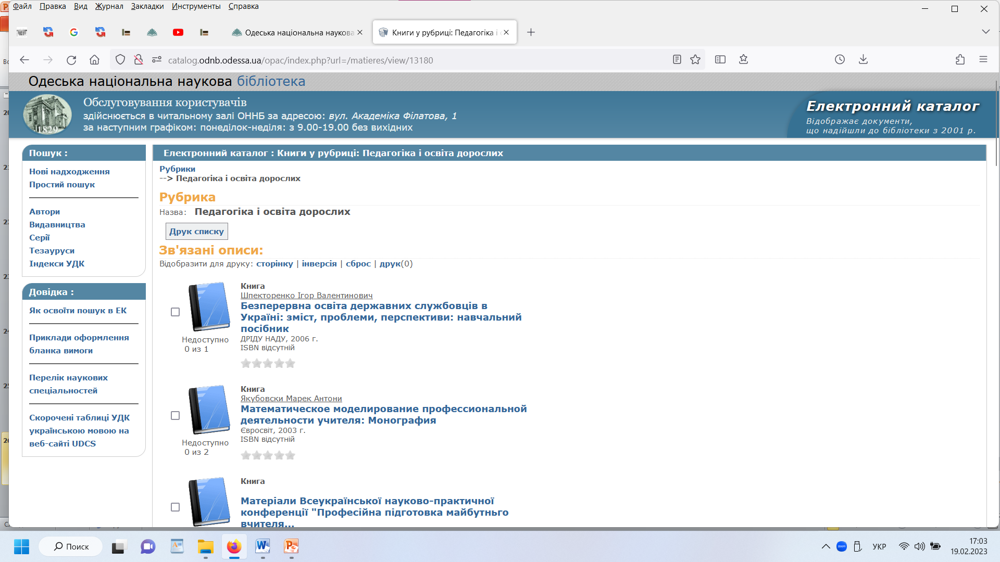 Файл Правка Вид Журнал Закладки Инструменты Справка
Одеська національна наукова
Книги у рубриці: Педагогіка і
catalog.odnb.odessa.ua/opac/index.php?url=/matieres/view/13180
Одеська національна наукова бібліотека
1829
Обслуговування користувачів
здійснюється в читальному залі ОННБ за адресою: вул. Академіка Філатова, 1
за наступним графіком: понеділок-неділя: з 9.00-19.00 без вихідних
Електронний каталог
Відображає документи,
що надійшли до бібліотеки з 2001 р.
Пошук :
Нові надходження
Простий пошук
Автори
Видавництва
Серії
Тезауруси
Індекси УДК
Довідка :
Як освоїти пошук в ЕК
Приклади оформлення
бланка вимоги
Перелік наукових
спеціальностей
Скорочені таблиці УДК
українською мовою на
веб-сайті UDCS
Електронний каталог : Книги у рубриці: Педагогіка і освіта дорослих
Рубрики
--> Педагогіка і освіта дорослих
Рубрика
Назва: Педагогіка і освіта дорослих
Друк списку
Зв'язані описи:
Відобразити для друку: сторінку | інверсія | сброс | друк(0)
Книга
Шпекторенко Ігор Валентинович
Безперервна освіта державних службовців в
Україні: зміст, проблеми, перспективи: навчальний
посібник
ДРІДУ НАДУ, 2006 г.
ISBN відсутній
Недоступно
0 из 1
Книга
Якубовски Марек Антони
Математическое моделирование профессиональной
деятельности учителя: Монография
Євросвіт, 2003 г.
ISBN відсутній
Недоступно
0 из 2
Книга
Матеріали Всеукраїнської науково-практичної
конференції "Професійна підготовка майбутнього
вчителя...
Поиск
zoom
УКР
17:03
19.02.2023